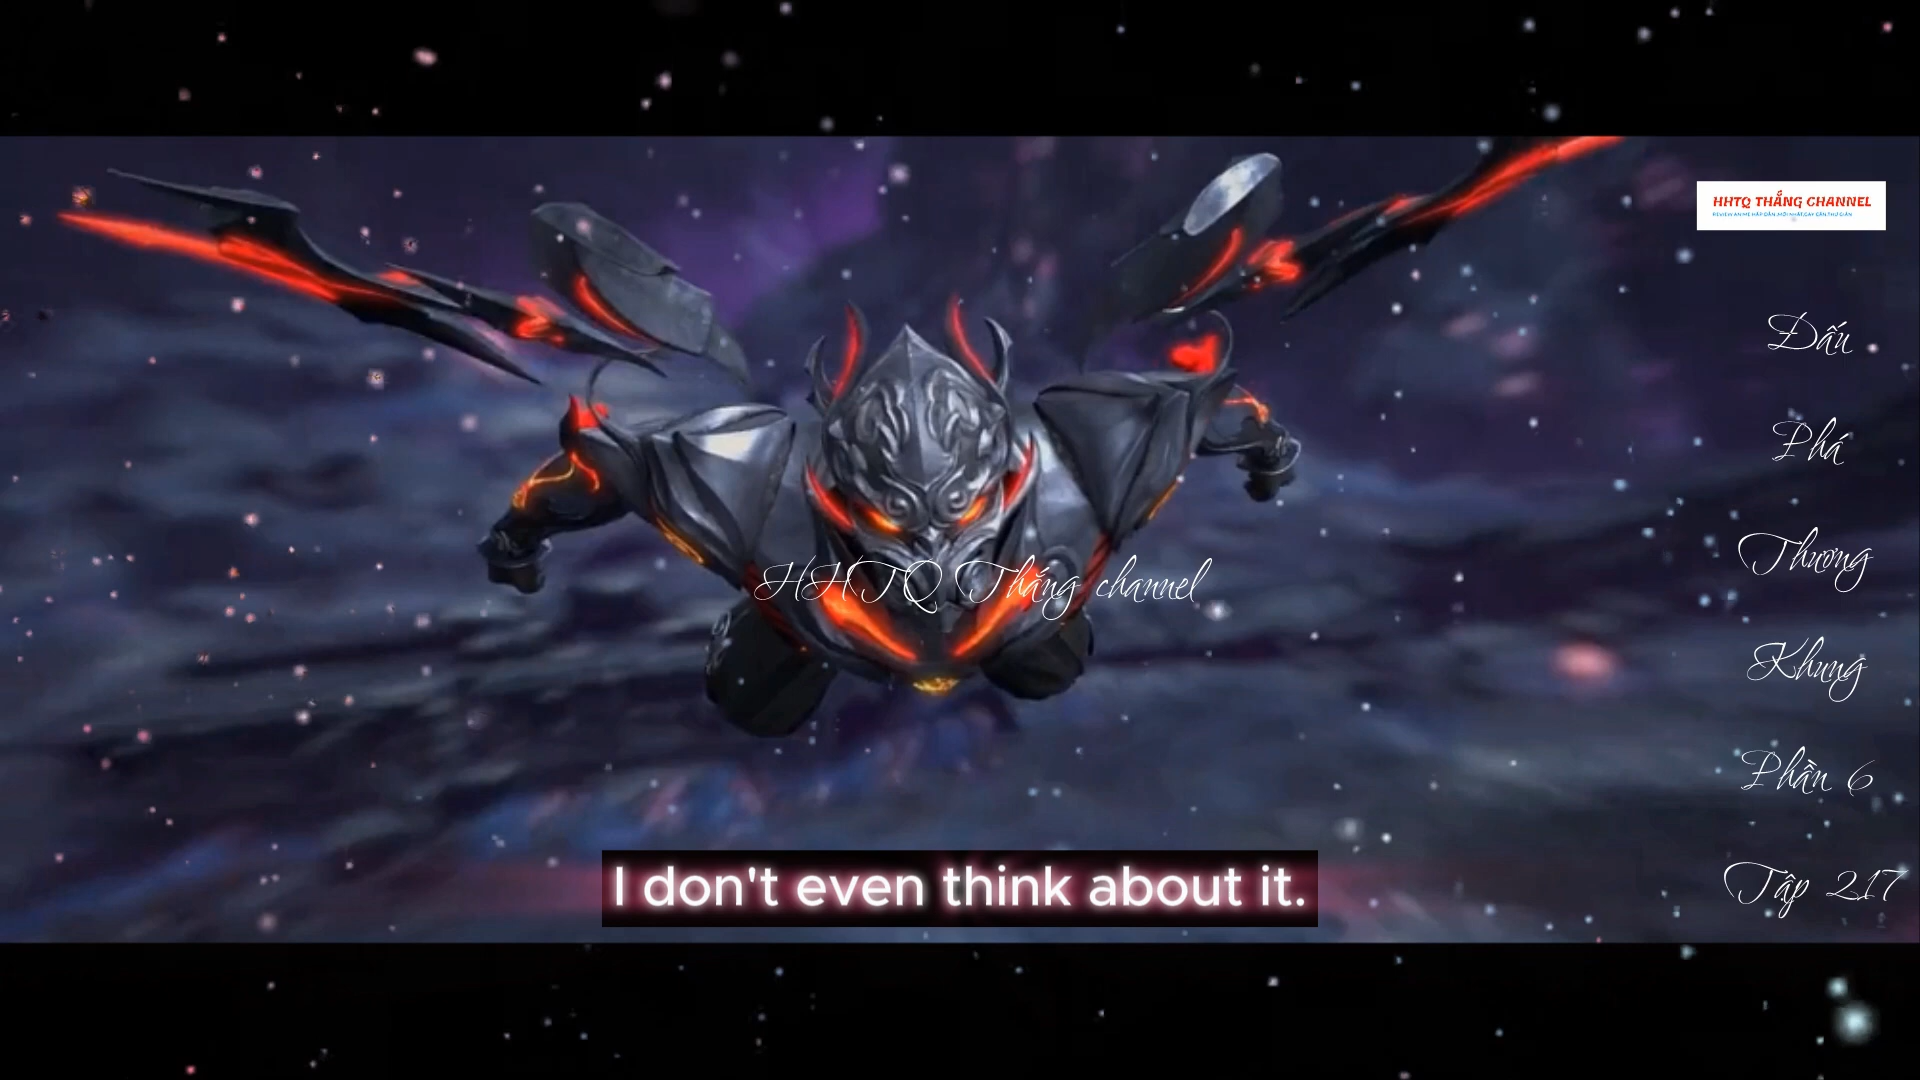 HHTQ THẮNG CHANNEL
Đấu
Phá
Thương
HHTQ Thắng channel
Khung
Phần 6
Tập 217
I don't even think about it.